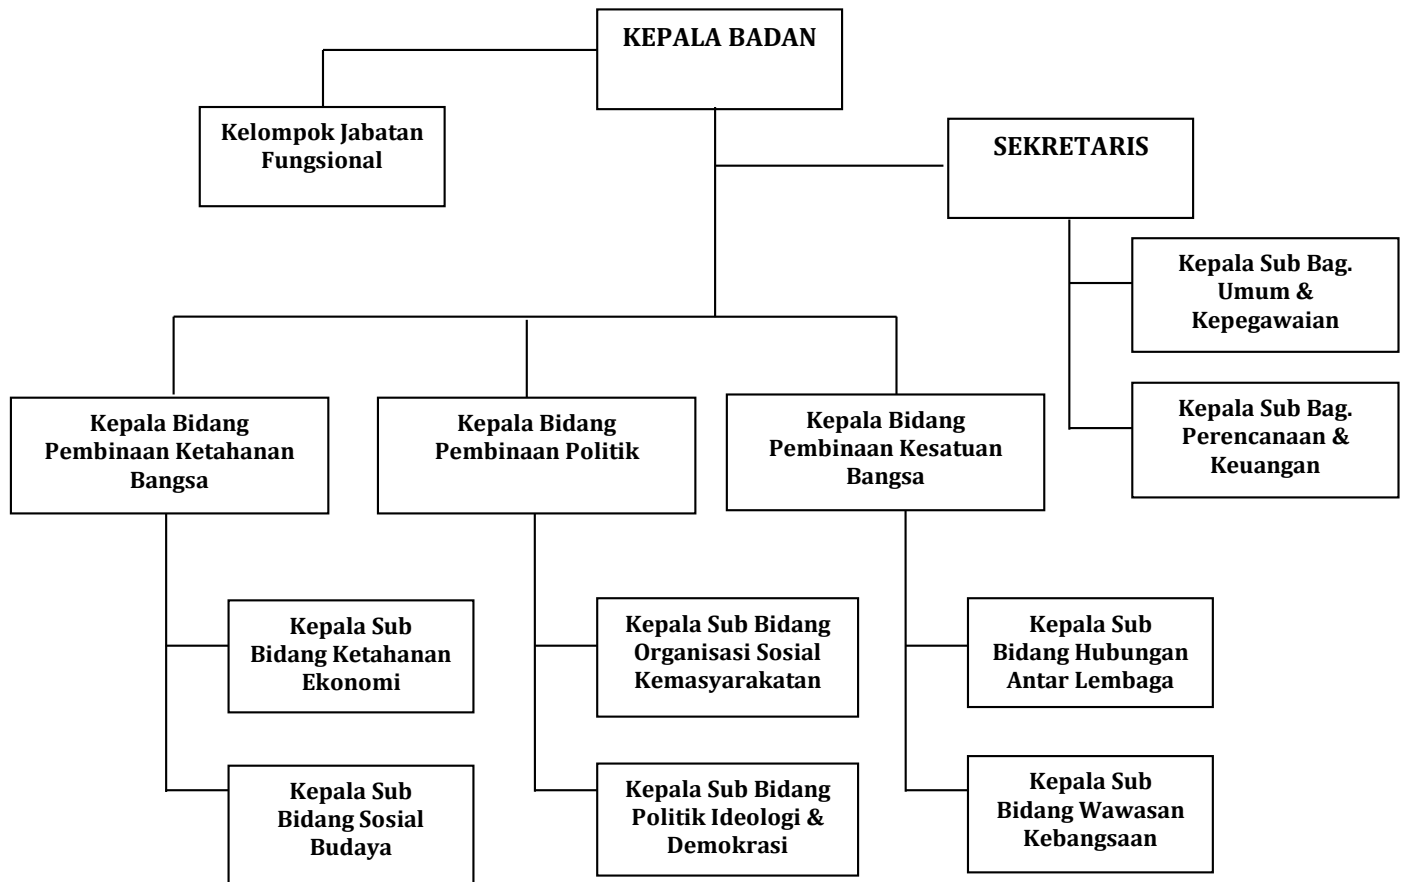 KEPALA BADAN
Kelompok Jabatan
Fungsional
SEKRETARIS
Kepala Sub Bag.
Umum &
Kepegawaian
Kepala Sub Bag.
Perencanaan &
Keuangan
Kepala Bidang
Pembinaan Ketahanan
Bangsa
Kepala Bidang
Pembinaan Politik
Kepala Bidang
Pembinaan Kesatuan
Bangsa
Kepala Sub
Bidang Ketahanan
Ekonomi
Kepala Sub Bidang
Organisasi Sosial
Kemasyarakatan
Kepala Sub
Bidang Hubungan
Antar Lembaga
Kepala Sub
Bidang Sosial
Budaya
Kepala Sub Bidang
Politik Ideologi &
Demokrasi
Kepala Sub
Bidang Wawasan
Kebangsaan